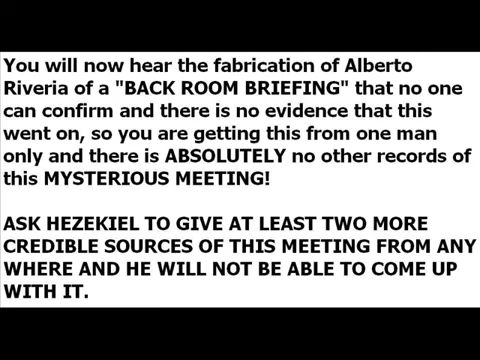 You will now hear the fabrication of Alberto
Riveria of a "BACK ROOM BRIEFING" that no one
can confirm and there is no evidence that this
went on, so you are getting this from one man
only and there is ABSOLUTELY no other records of
this MYSTERIOUS MEETING!
ASK HEZEKIEL TO GIVE AT LEAST TWO MORE
CREDIBLE SOURCES OF THIS MEETING FROM ANY
WHERE AND HE WILL NOT BE ABLE TO COME UP
WITH IT.